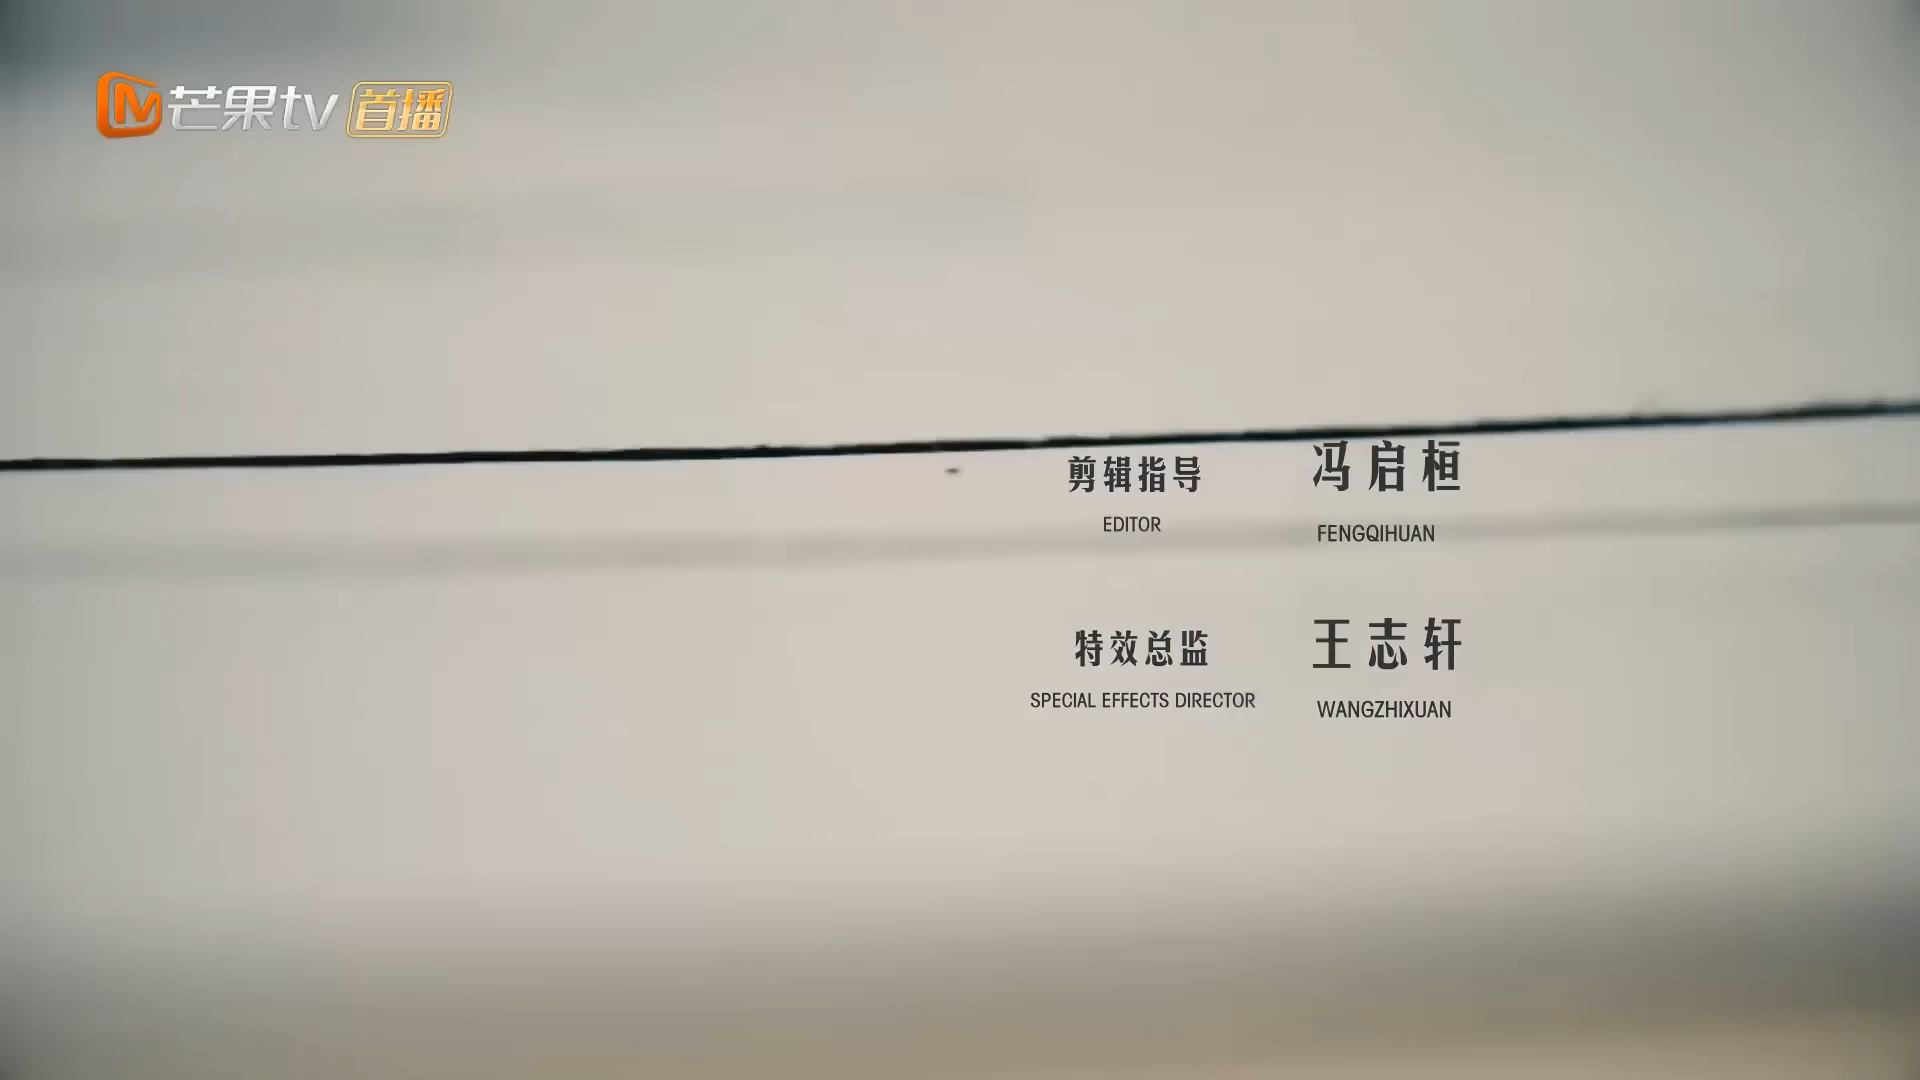 芒果tv 首播
剪辑指导 冯启桓
EDITOR FENGQIHUAN
特效总监 王志轩
SPECIAL EFFECTS DIRECTOR WANGZHIXUAN